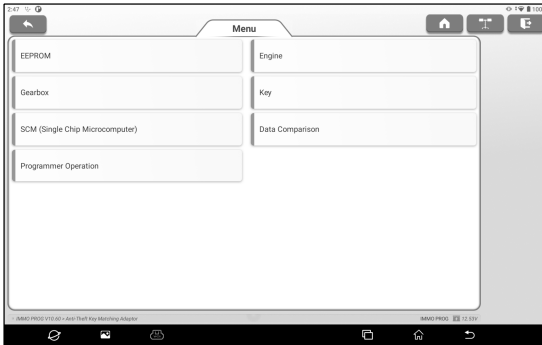 2:47
100
Menu
EEPROM
Engine
Gearbox
Key
SCM (Single Chip Microcomputer)
Data Comparison
Programmer Operation
IMMO PROG V10.60 > Anti-Theft Key Matching Adaptor
IMMO PROG 12.53V